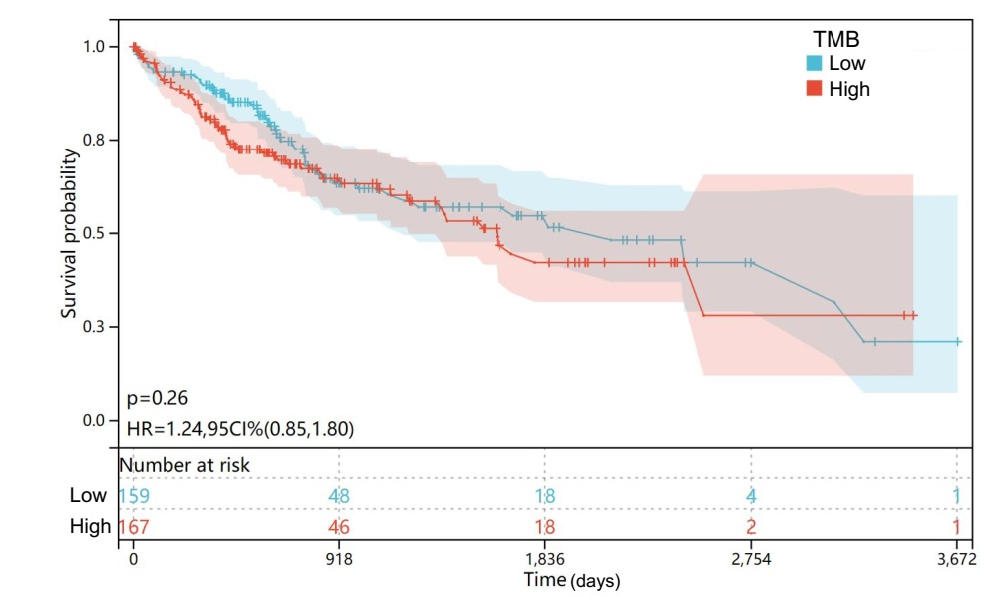 TMB
Low
High
1.0
0.8
0.5
0.3
0.0
Survival probability
p=0.26
HR=1.24,95CI%(0.85,1.80)
Number at risk
Low 159 48 18 4 1
High 167 46 18 2 1
0 918 1,836 2,754 3,672
Time (days)